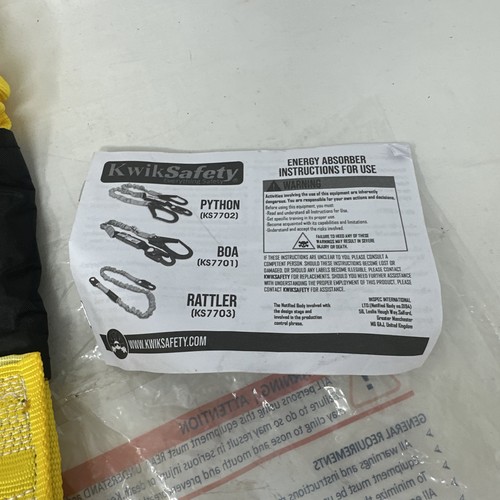 KwikSafety
PYTHON
(KS7702)
BOA
(KS7701)
RATTLER
(KS7703)
WWW.KWIKSAFETY.COM
ENERGY ABSORBER
INSTRUCTIONS FOR USE
WARNING
Activities involving the use of this equipment are inherently
dangerous. You are responsible for your own actions and decisions.
Before using this equipment, you must:
Read and understand all Instructions for Use.
Get specific training in its proper use.
Become acquainted with its capabilities and limitations.
Understand and accept the risks involved.
FAILURE TO HEED ANY OF THESE
WARNINGS MAY RESULT IN SEVERE
INJURY OR DEATH.
IF THESE INSTRUCTIONS ARE UNCLEAR TO YOU, PLEASE CONSULT A
COMPETENT PERSON. SHOULD THESE INSTRUCTIONS BECOME LOST OR
DAMAGED, OR SHOULD ANY LABELS BECOME ILLEGIBLE, PLEASE CONTACT
KWIKSAFETY FOR REPLACEMENTS. SHOULD YOU NEED FURTHER ASSISTANCE
WITH UNDERSTANDING THE PROPER EMPLOYMENT OF THIS PRODUCT, PLEASE
CONTACT KWIKSAFETY FOR ASSISTANCE.
The Notified Body involved with
the design stage and
involved in the production
control phrase.
INSPEC INTERNATIONAL
LTD.(Notified Body no.0194)
56, Leslie Hough Way, Salford,
Greater Manchester
M6 6AJ, United Kingdom
WARNING ATTENTION
GENERAL REQUIREMENTS